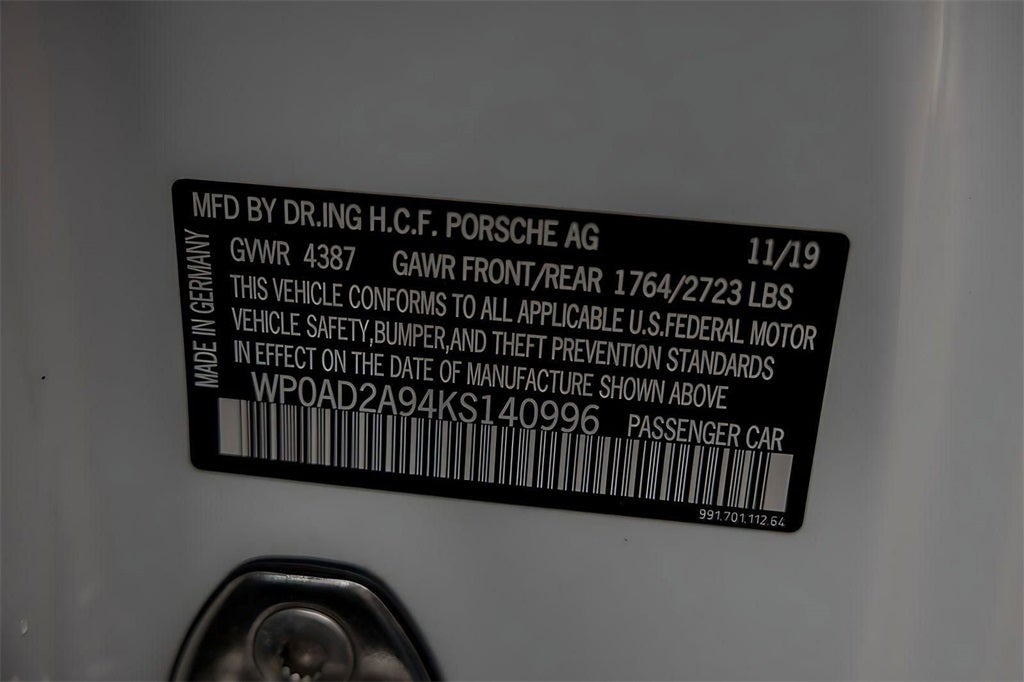 MFD BY DR.ING H.C.F. PORSCHE AG 11/19
GVWR 4387 GAWR FRONT/REAR 1764/2723 LBS
THIS VEHICLE CONFORMS TO ALL APPLICABLE U.S.FEDERAL MOTOR
VEHICLE SAFETY,BUMPER,AND THEFT PREVENTION STANDARDS
IN EFFECT ON THE DATE OF MANUFACTURE SHOWN ABOVE
WP0AD2A94KS140996 PASSENGER CAR
991.701.112.64
MADE IN GERMANY